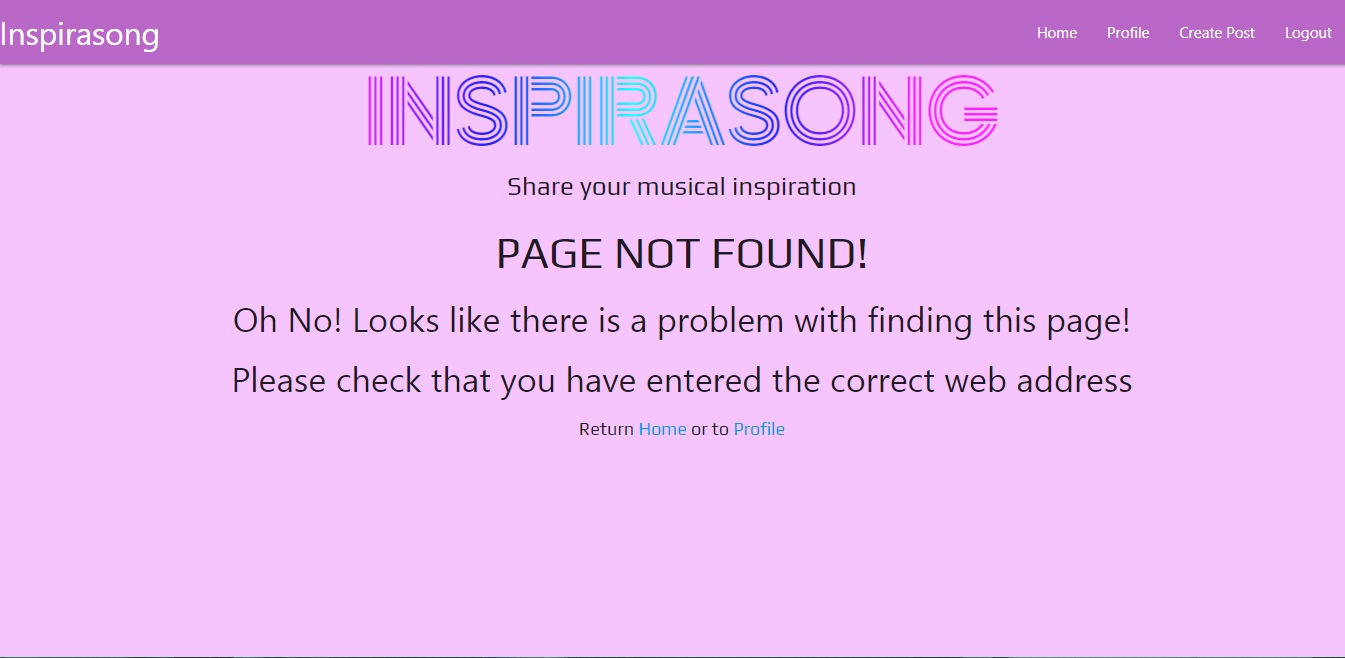 Inspirasong
Home Profile Create Post Logout
INSPIRASONG
Share your musical inspiration
PAGE NOT FOUND!
Oh No! Looks like there is a problem with finding this page!
Please check that you have entered the correct web address
Return Home or to Profile